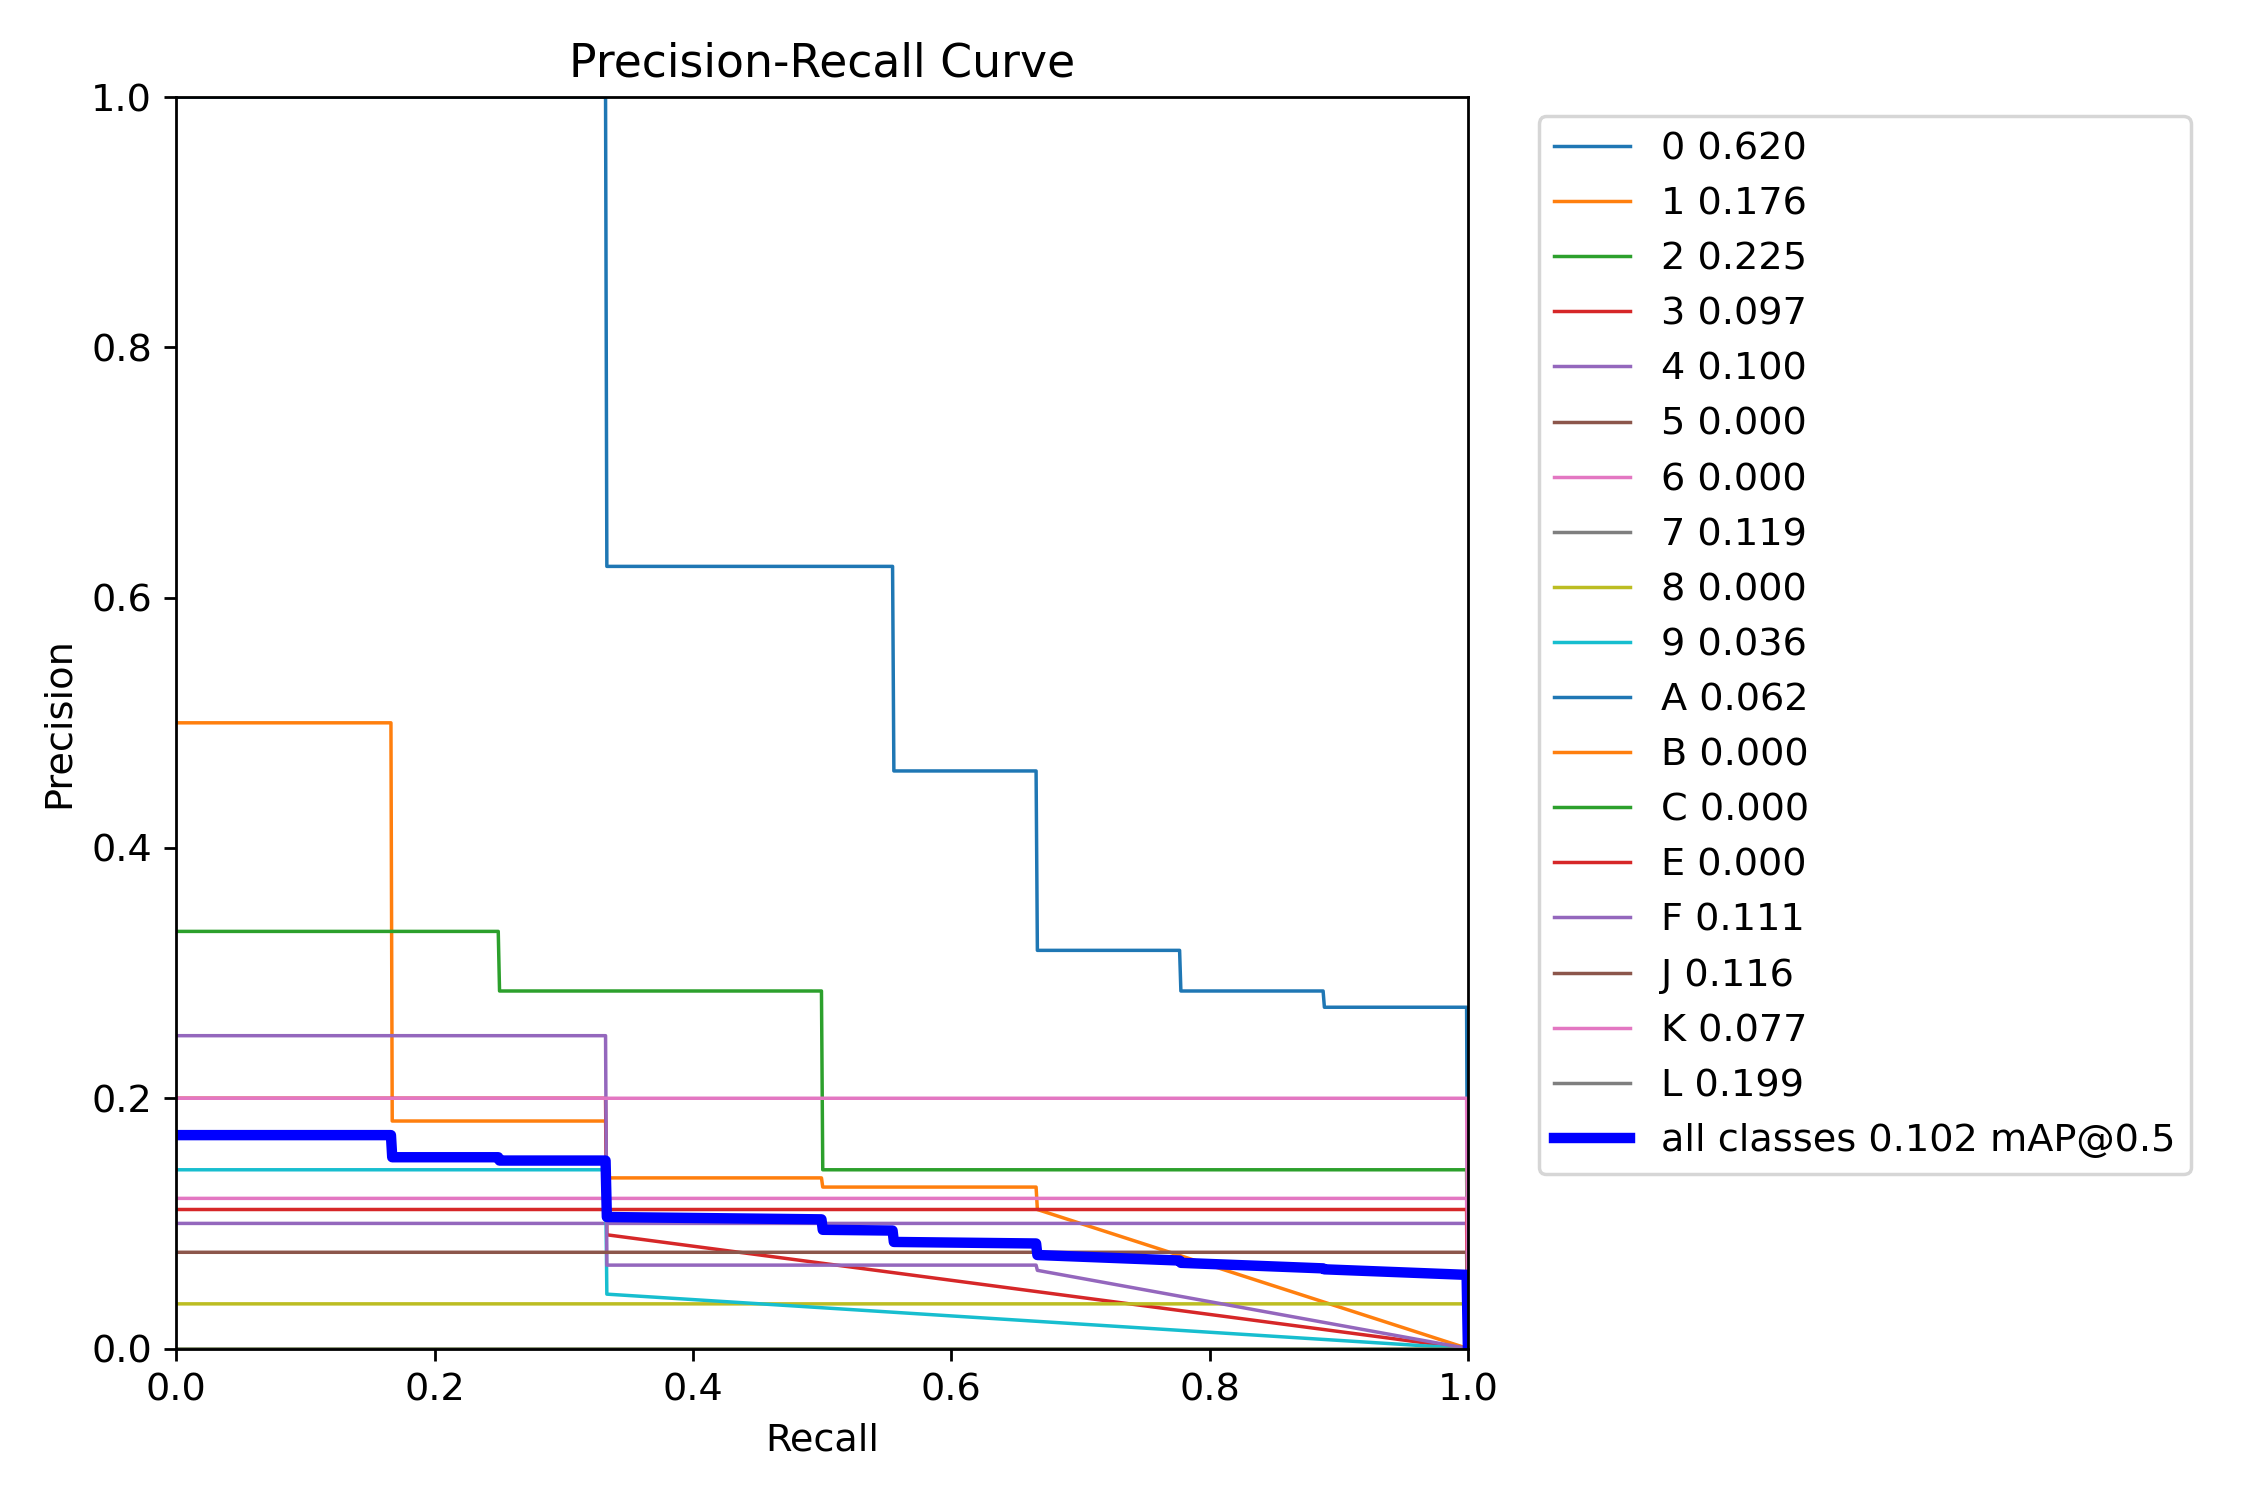 Precision-Recall Curve
1.0
0.8
0.6
0.4
0.2
0.0
Precision
0.0 0.2 0.4 0.6 0.8 1.0
Recall
0 0.620
1 0.176
2 0.225
3 0.097
4 0.100
5 0.000
6 0.000
7 0.119
8 0.000
9 0.036
A 0.062
B 0.000
C 0.000
E 0.000
F 0.111
J 0.116
K 0.077
L 0.199
all classes 0.102 mAP@0.5